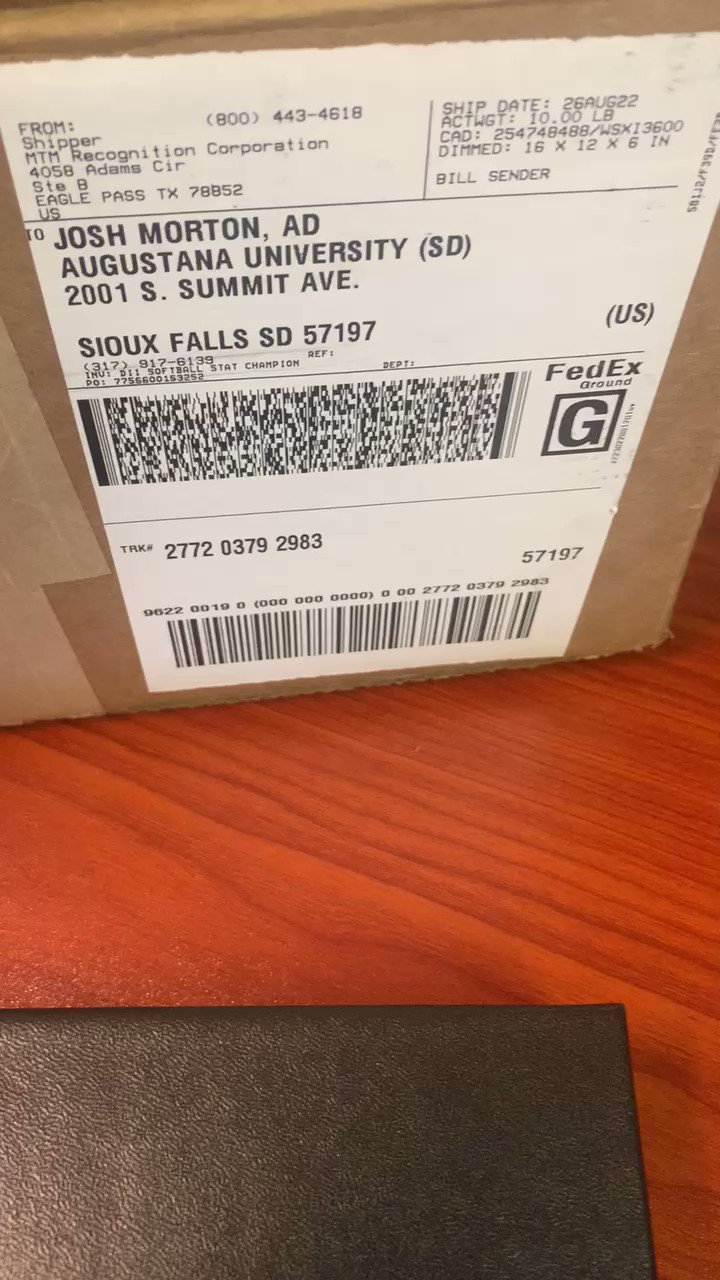 FROM: (800) 443-4618
Shipper
MTM Recognition Corporation
4058 Adams Cir
Ste B
EAGLE PASS TX 78852
US
SHIP DATE: 26AUG22
ACTWGT: 10.00 LB
CAD: 254748488/WSXI3600
DIMMED: 16 X 12 X 6 IN
BILL SENDER
TO JOSH MORTON, AD
AUGUSTANA UNIVERSITY (SD)
2001 S. SUMMIT AVE.
SIOUX FALLS SD 57197
(US)
(317) 917-6139 REF:
INV: D11 SOFTBALL STAT CHAMPION
PO: 7756600153252 DEPT:
FedEx
Ground
G
TRK# 2772 0379 2983
57197
9622 0019 0 (000 000 0000) 0 00 2772 0379 2983